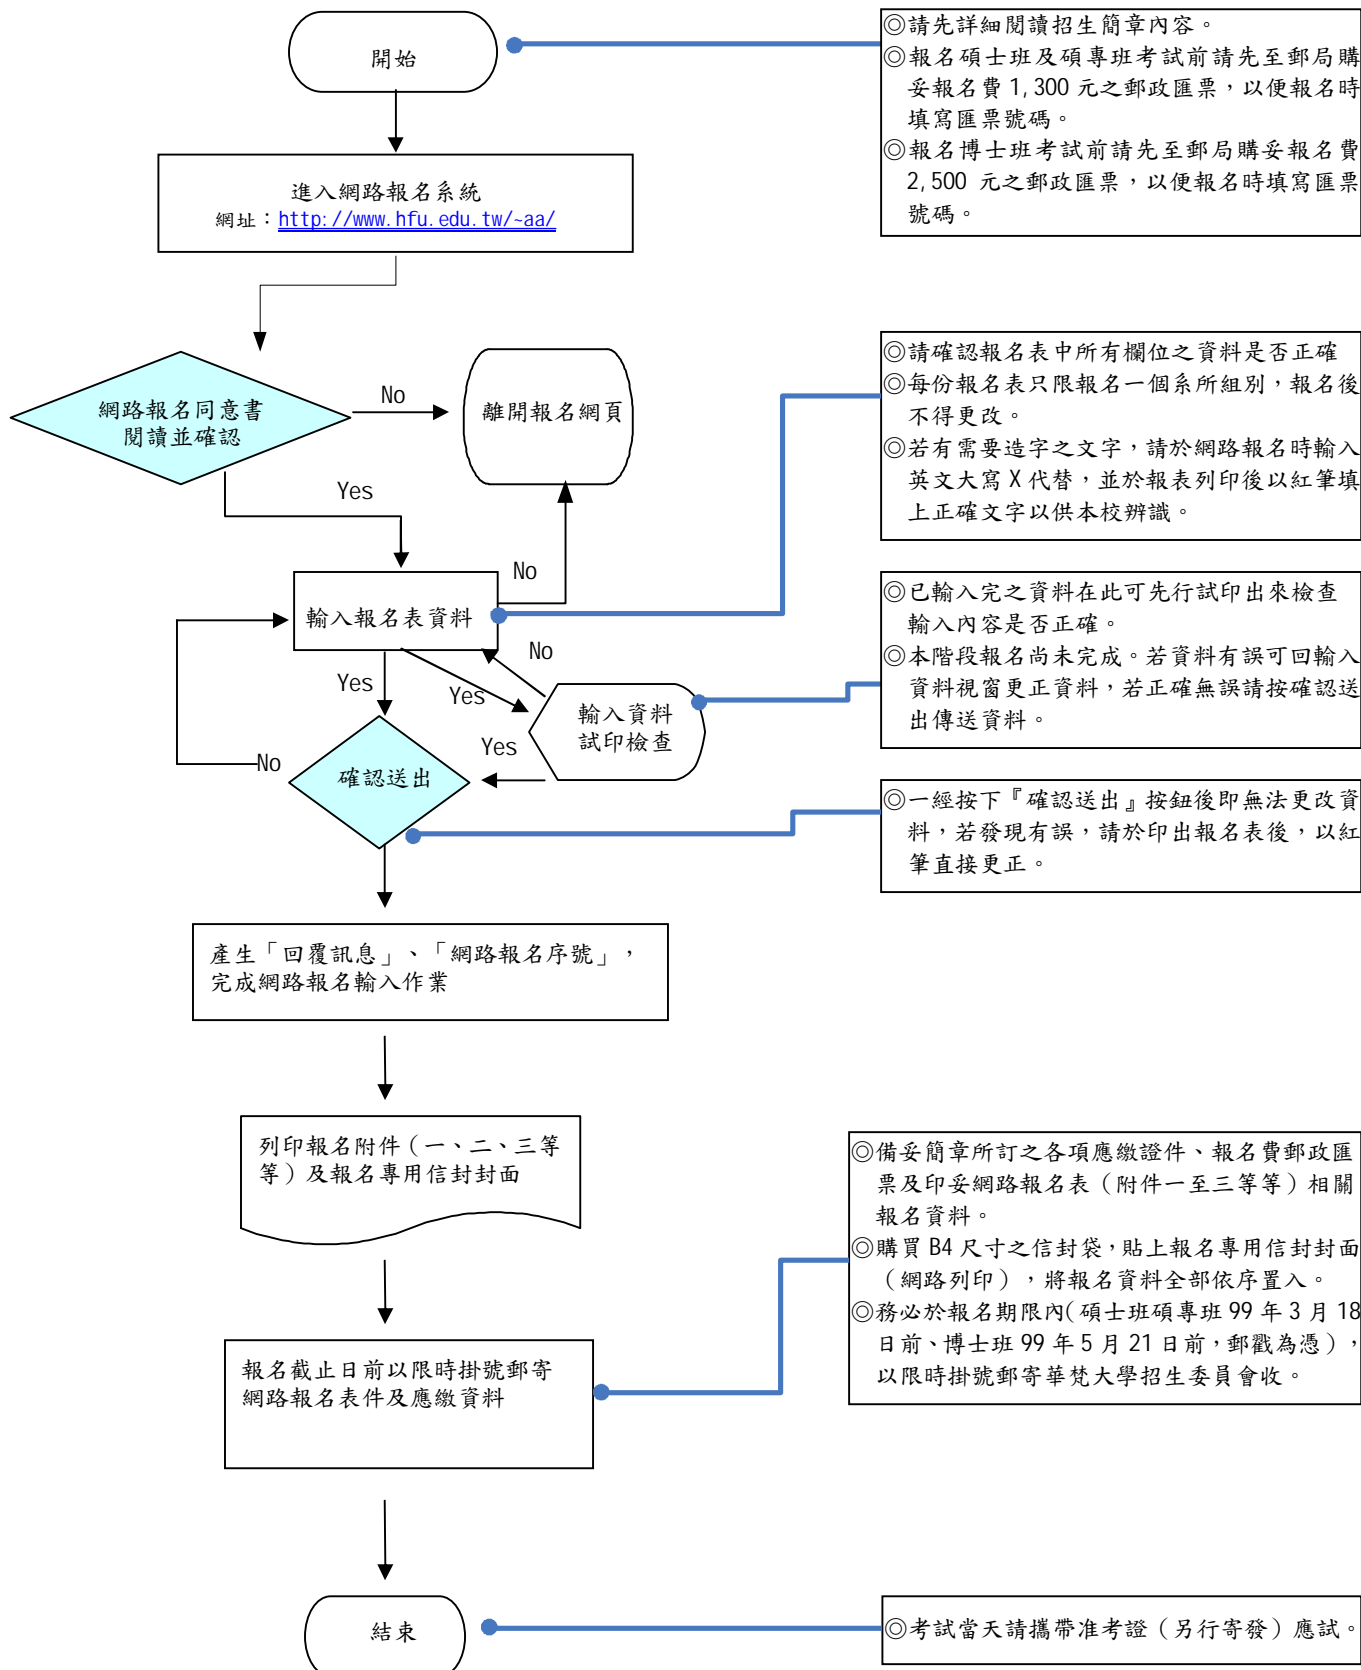 開始
◎請先詳細閱讀招生簡章內容。
◎報名碩士班及碩專班考試前請先至郵局購
妥報名費 1,300 元之郵政匯票，以便報名時
填寫匯票號碼。
◎報名博士班考試前請先至郵局購妥報名費
2,500 元之郵政匯票，以便報名時填寫匯票
號碼。
進入網路報名系統
網址：http://www.hfu.edu.tw/~aa/
網路報名同意書
閱讀並確認
No
離開報名網頁
◎請確認報名表中所有欄位之資料是否正確
◎每份報名表只限報名一個系所組別，報名後
不得更改。
◎若有需要造字之文字，請於網路報名時輸入
英文大寫 X 代替，並於報表列印後以紅筆填
上正確文字以供本校辨識。
Yes
No
輸入報名表資料
◎已輸入完之資料在此可先行試印出來檢查
輸入內容是否正確。
◎本階段報名尚未完成。若資料有誤可回輸入
資料視窗更正資料，若正確無誤請按確認送
出傳送資料。
No
Yes
Yes
輸入資料
試印檢查
Yes
No
確認送出
◎一經按下『確認送出』按鈕後即無法更改資
料，若發現有誤，請於印出報名表後，以紅
筆直接更正。
產生「回覆訊息」、「網路報名序號」，
完成網路報名輸入作業
列印報名附件（一、二、三等
等）及報名專用信封封面
◎備妥簡章所訂之各項應繳證件、報名費郵政匯
票及印妥網路報名表（附件一至三等等）相關
報名資料。
◎購買 B4 尺寸之信封袋，貼上報名專用信封封面
（網路列印），將報名資料全部依序置入。
◎務必於報名期限內（碩士班碩專班 99 年 3 月 18
日前、博士班 99 年 5 月 21 日前，郵戳為憑），
以限時掛號郵寄華梵大學招生委員會收。
報名截止日前以限時掛號郵寄
網路報名表件及應繳資料
結束
◎考試當天請攜帶准考證（另行寄發）應試。